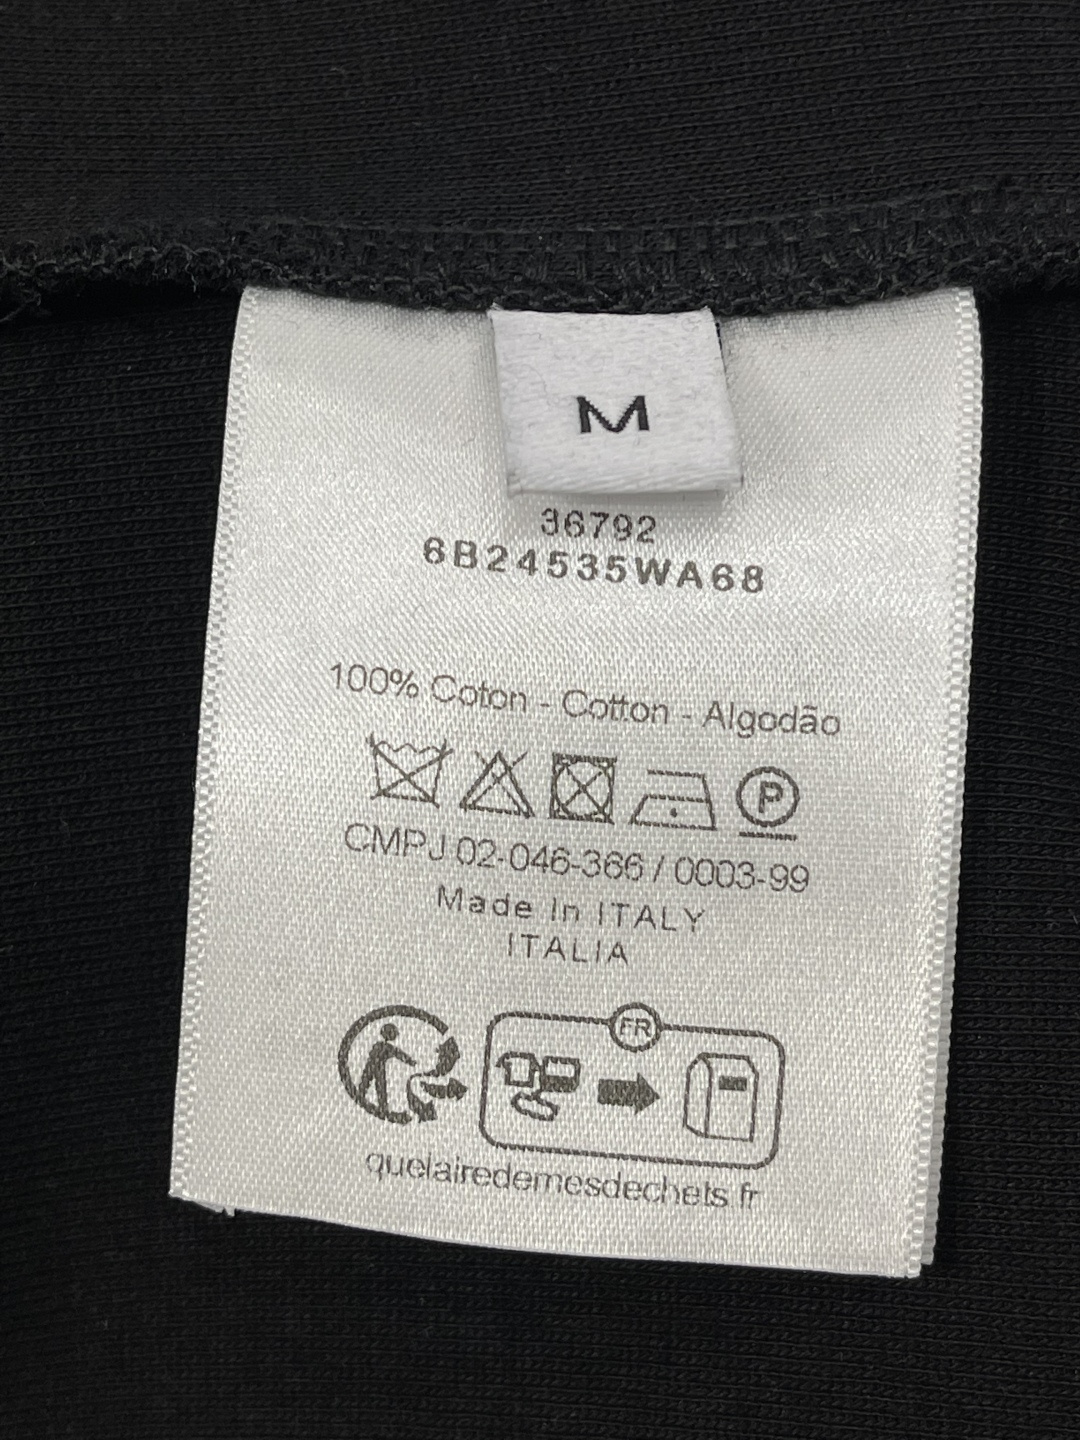 M
36792
6B24535WA68
100% Coton - Cotton - Algodão
P
CMPJ 02-046-366 / 0003-99
Made In ITALY
ITALIA
FR
quelairedemesdechets.fr